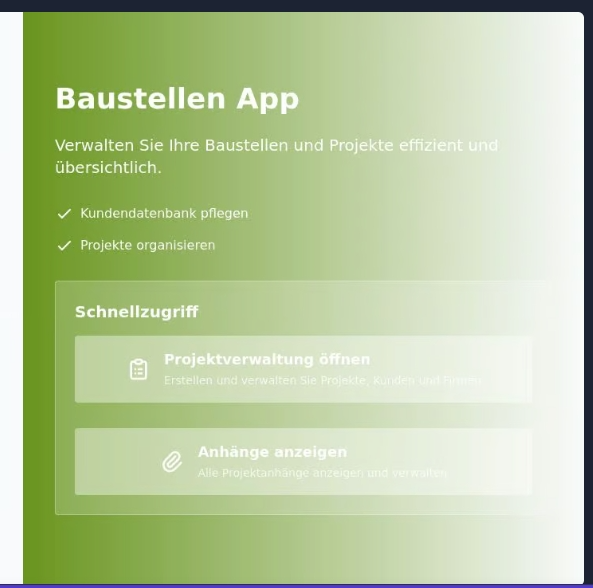 Baustellen App
Verwalten Sie Ihre Baustellen und Projekte effizient und
übersichtlich.
Kundendatenbank pflegen
Projekte organisieren
Schnellzugriff
Projektverwaltung öffnen
Erstellen und verwalten Sie Projekte, Kunden und Firmen
Anhänge anzeigen
Alle Projektanhänge anzeigen und verwalten